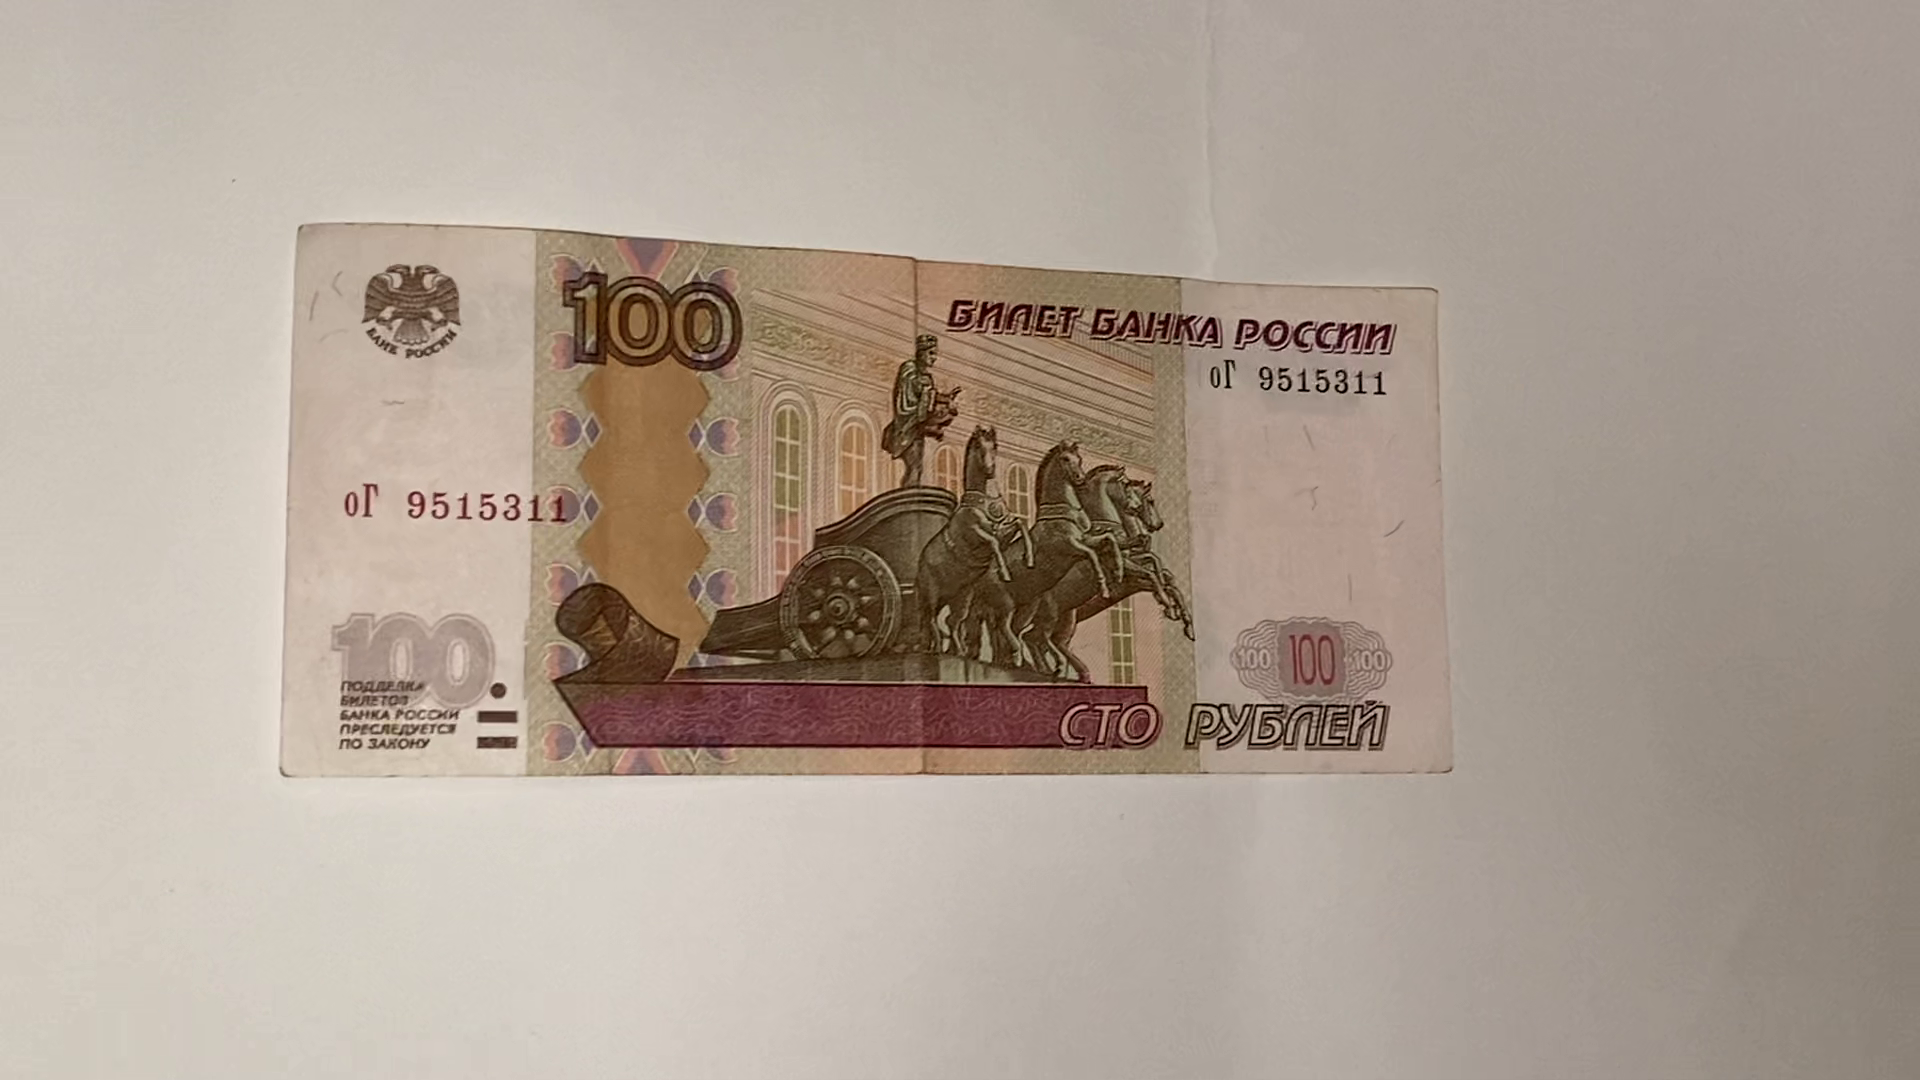 БАНК РОССИИ
100
БИЛЕТ БАНКА РОССИИ
оГ 9515311
оГ 9515311
100
ПОДДЕЛКА
БИЛЕТОВ
БАНКА РОССИИ
ПРЕСЛЕДУЕТСЯ
ПО ЗАКОНУ
100 100 100
СТО РУБЛЕЙ